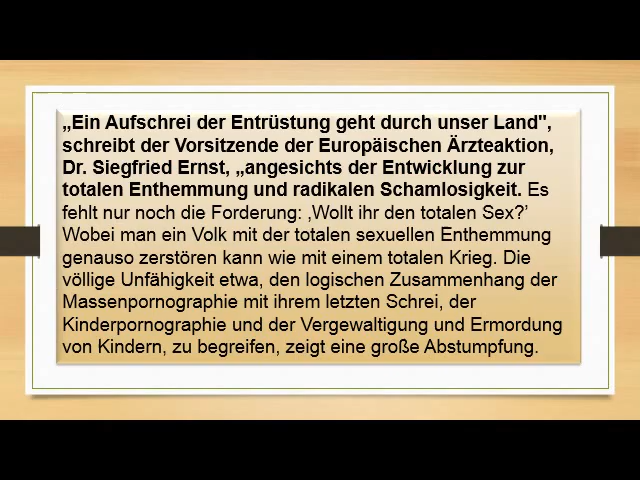 „Ein Aufschrei der Entrüstung geht durch unser Land",
schreibt der Vorsitzende der Europäischen Ärzteaktion,
Dr. Siegfried Ernst, „angesichts der Entwicklung zur
totalen Enthemmung und radikalen Schamlosigkeit. Es
fehlt nur noch die Forderung: ‚Wollt ihr den totalen Sex?’
Wobei man ein Volk mit der totalen sexuellen Enthemmung
genauso zerstören kann wie mit einem totalen Krieg. Die
völlige Unfähigkeit etwa, den logischen Zusammenhang der
Massenpornographie mit ihrem letzten Schrei, der
Kinderpornographie und der Vergewaltigung und Ermordung
von Kindern, zu begreifen, zeigt eine große Abstumpfung.